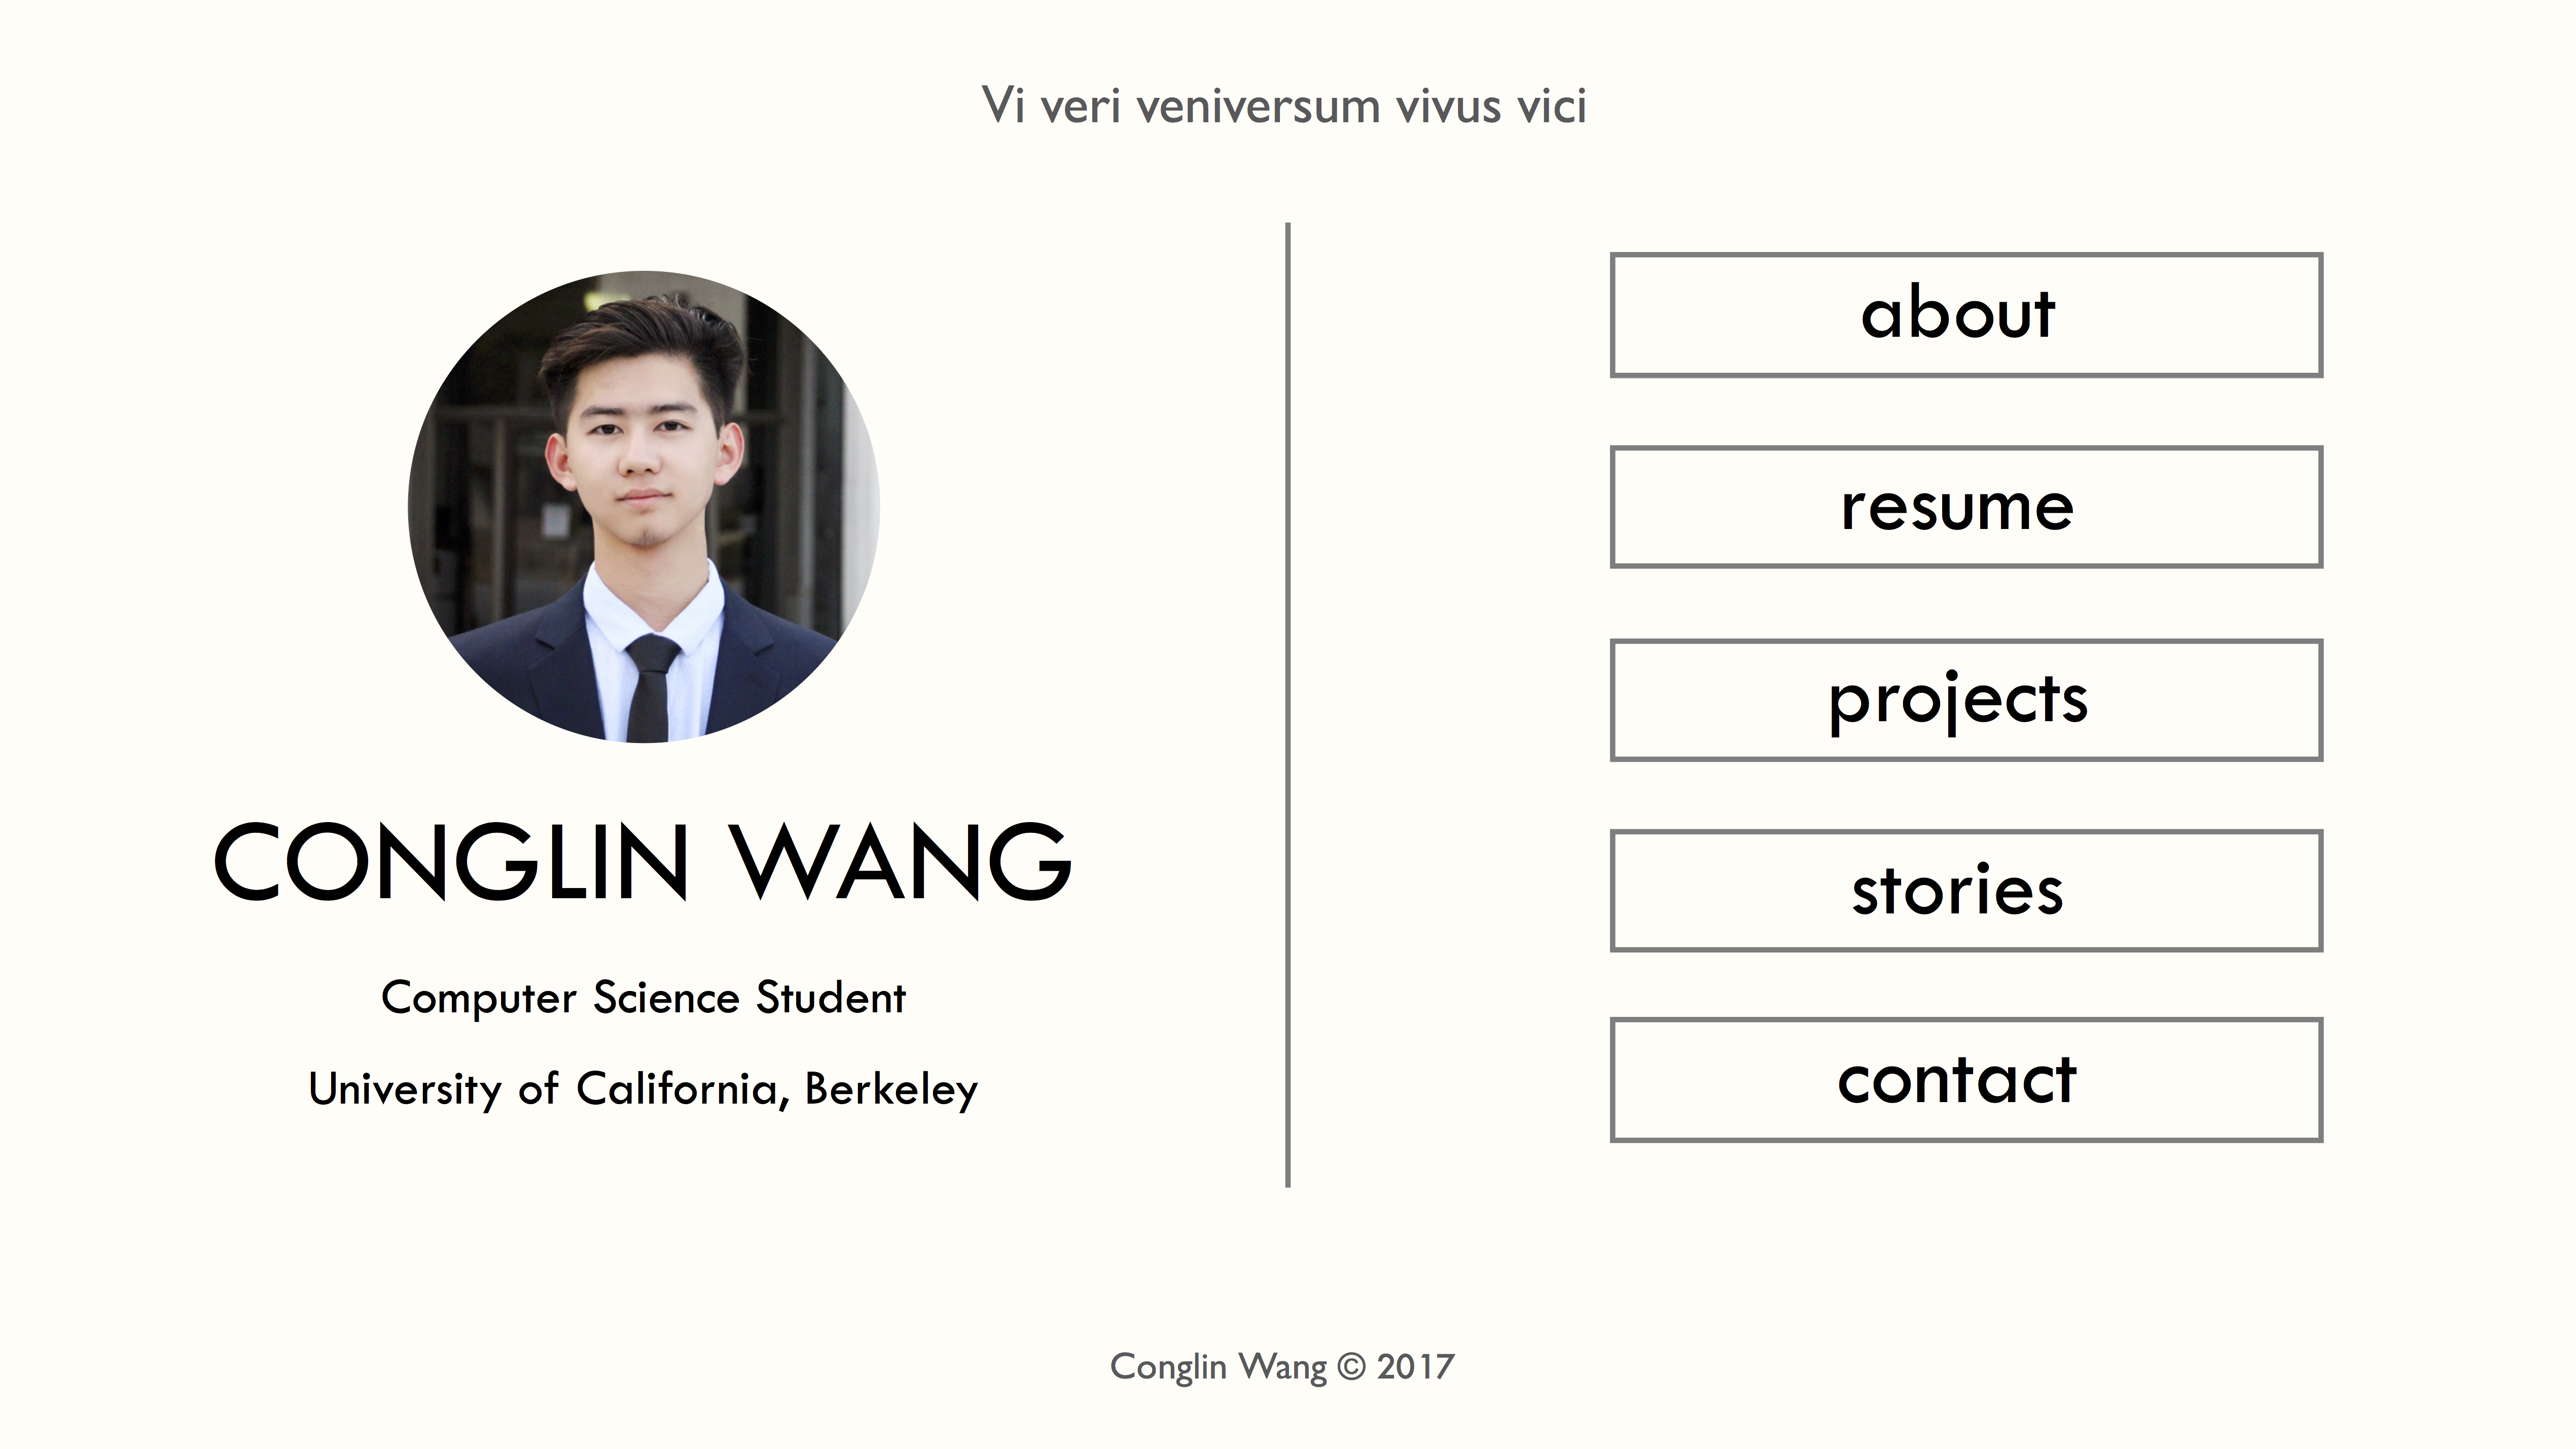 Vi veri veniversum vivus vici
CONGLIN WANG
Computer Science Student
University of California, Berkeley
about
resume
projects
stories
contact
Conglin Wang © 2017